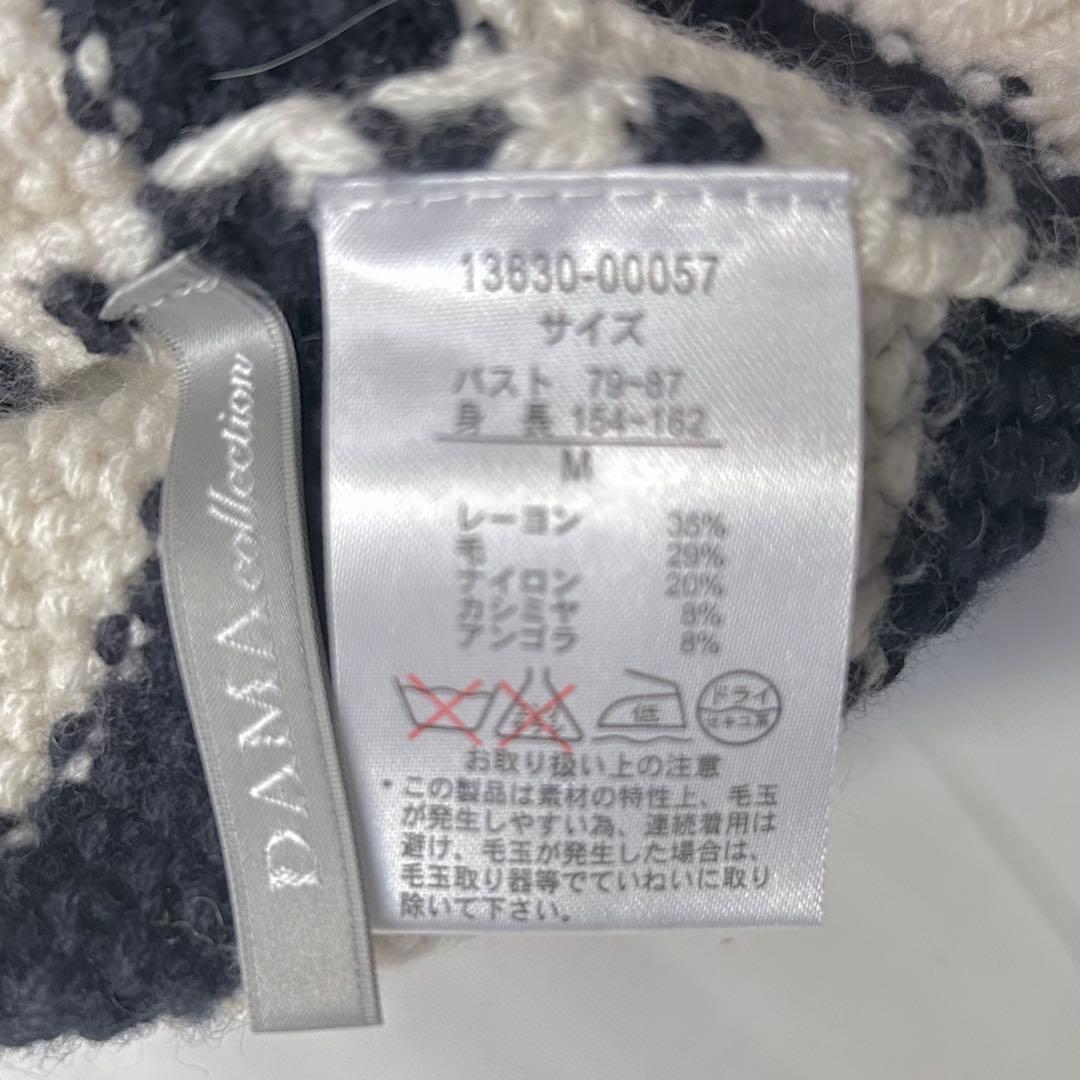 DAMA collection
13630-00057
サイズ
バスト 79~87
身 長 154~162
M
レーヨン 35%
毛 29%
ナイロン 20%
カシミヤ 8%
アンゴラ 8%
低
ドライ
お取り扱い上の注意
* この製品は素材の特性上、毛玉
が発生しやすい為、連続着用は
避け、毛玉が発生した場合は、
毛玉取り器等でていねいに取り
除いて下さい。